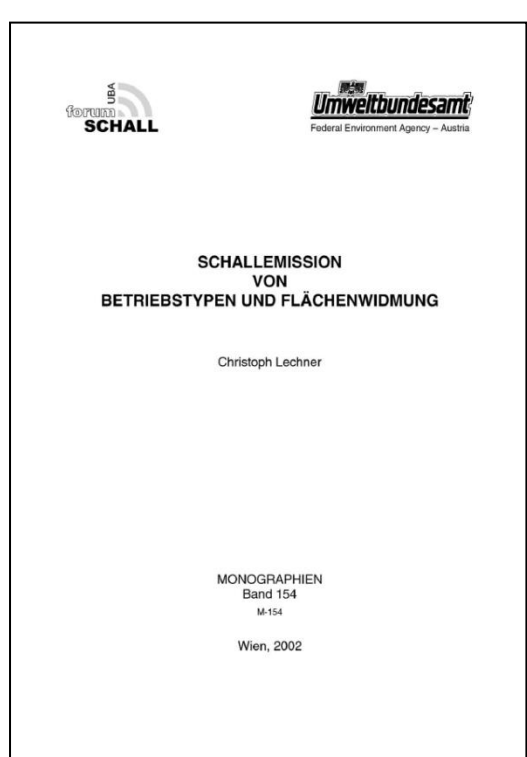 UBA
forum
SCHALL
Umweltbundesamt
Federal Environment Agency – Austria
SCHALLEMISSION
VON
BETRIEBSTYPEN UND FLÄCHENWIDMUNG
Christoph Lechner
MONOGRAPHIEN
Band 154
M-154
Wien, 2002